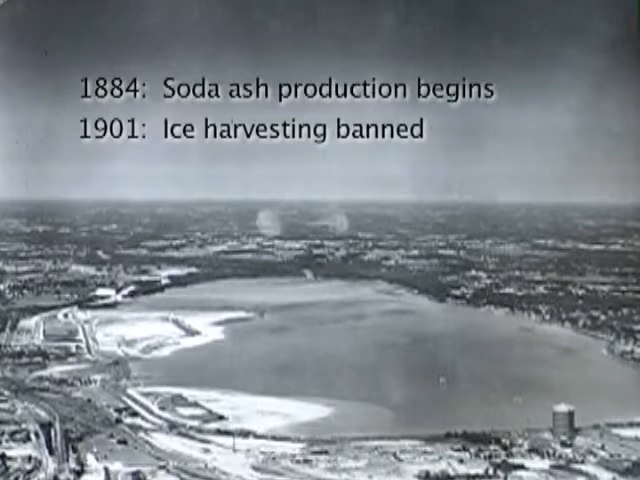 1884: Soda ash production begins
1901: Ice harvesting banned